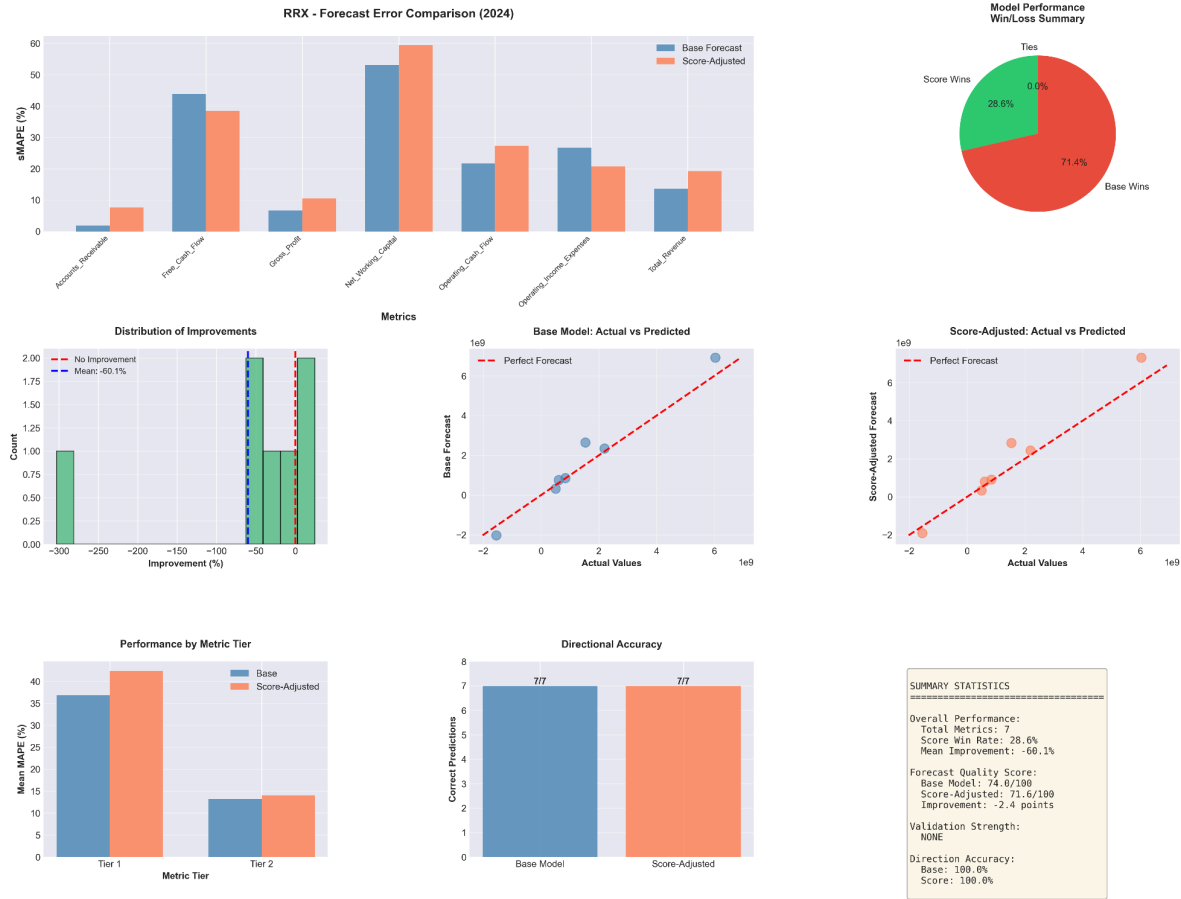 RRX - Forecast Error Comparison (2024)
sMAPE (%)
60
50
40
30
20
10
0
Base Forecast
Score-Adjusted
Accounts_Receivable
Free_Cash_Flow
Gross_Profit
Net_Working_Capital
Operating_Cash_Flow
Operating_Income_Expenses
Total_Revenue
Metrics
Model Performance
Win/Loss Summary
Ties
Score Wins
0.0%
28.6%
71.4%
Base Wins
Distribution of Improvements
Count
2.00
1.75
1.50
1.25
1.00
0.75
0.50
0.25
0.00
No Improvement
Mean: -60.1%
−300
−250
−200
−150
−100
−50
0
Improvement (%)
Base Model: Actual vs Predicted
1e9
Perfect Forecast
Base Forecast
6
4
2
0
−2
−2
0
2
4
6
1e9
Actual Values
Score-Adjusted: Actual vs Predicted
1e9
Perfect Forecast
Score-Adjusted Forecast
6
4
2
0
−2
−2
0
2
4
6
1e9
Actual Values
Performance by Metric Tier
Mean MAPE (%)
40
35
30
25
20
15
10
5
0
Base
Score-Adjusted
Tier 1
Tier 2
Metric Tier
Directional Accuracy
Correct Predictions
8
7
6
5
4
3
2
1
0
7/7
7/7
Base Model
Score-Adjusted
SUMMARY STATISTICS
===================================
Overall Performance:
Total Metrics: 7
Score Win Rate: 28.6%
Mean Improvement: -60.1%
Forecast Quality Score:
Base Model: 74.0/100
Score-Adjusted: 71.6/100
Improvement: -2.4 points
Validation Strength:
NONE
Direction Accuracy:
Base: 100.0%
Score: 100.0%